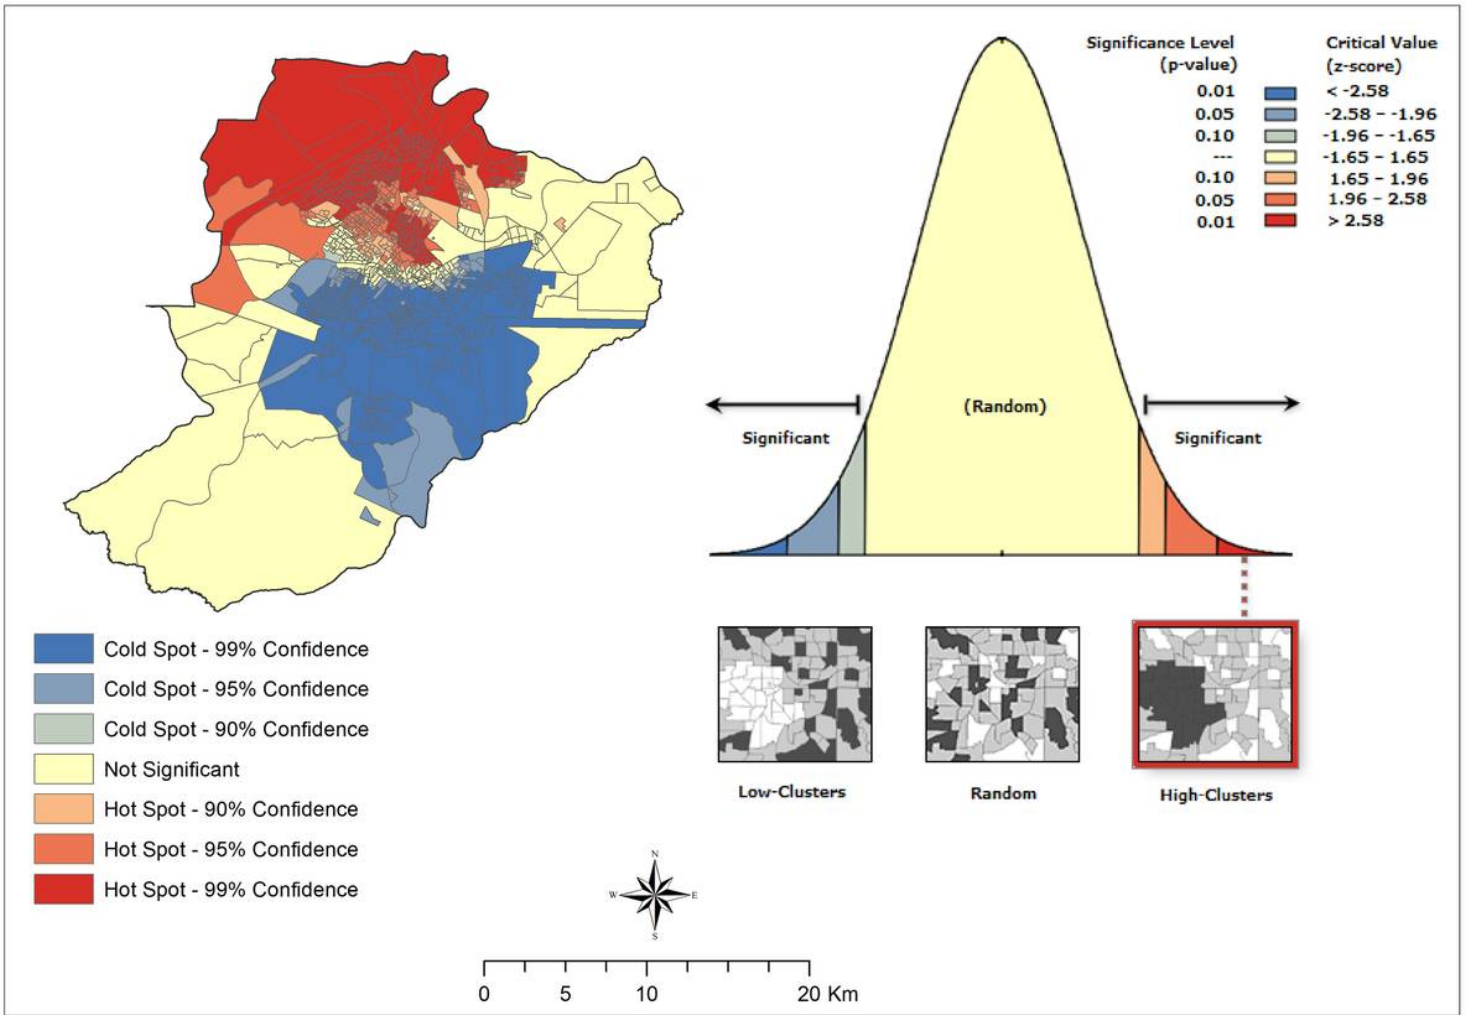 Significance Level
(p-value)
Critical Value
(z-score)
0.01 < -2.58
0.05 -2.58 - -1.96
0.10 -1.96 - -1.65
--- -1.65 - 1.65
0.10 1.65 - 1.96
0.05 1.96 - 2.58
0.01 > 2.58
(Random)
Significant
Significant
Cold Spot - 99% Confidence
Cold Spot - 95% Confidence
Cold Spot - 90% Confidence
Not Significant
Hot Spot - 90% Confidence
Hot Spot - 95% Confidence
Hot Spot - 99% Confidence
Low-Clusters
Random
High-Clusters
N
W E
S
0 5 10 20 Km